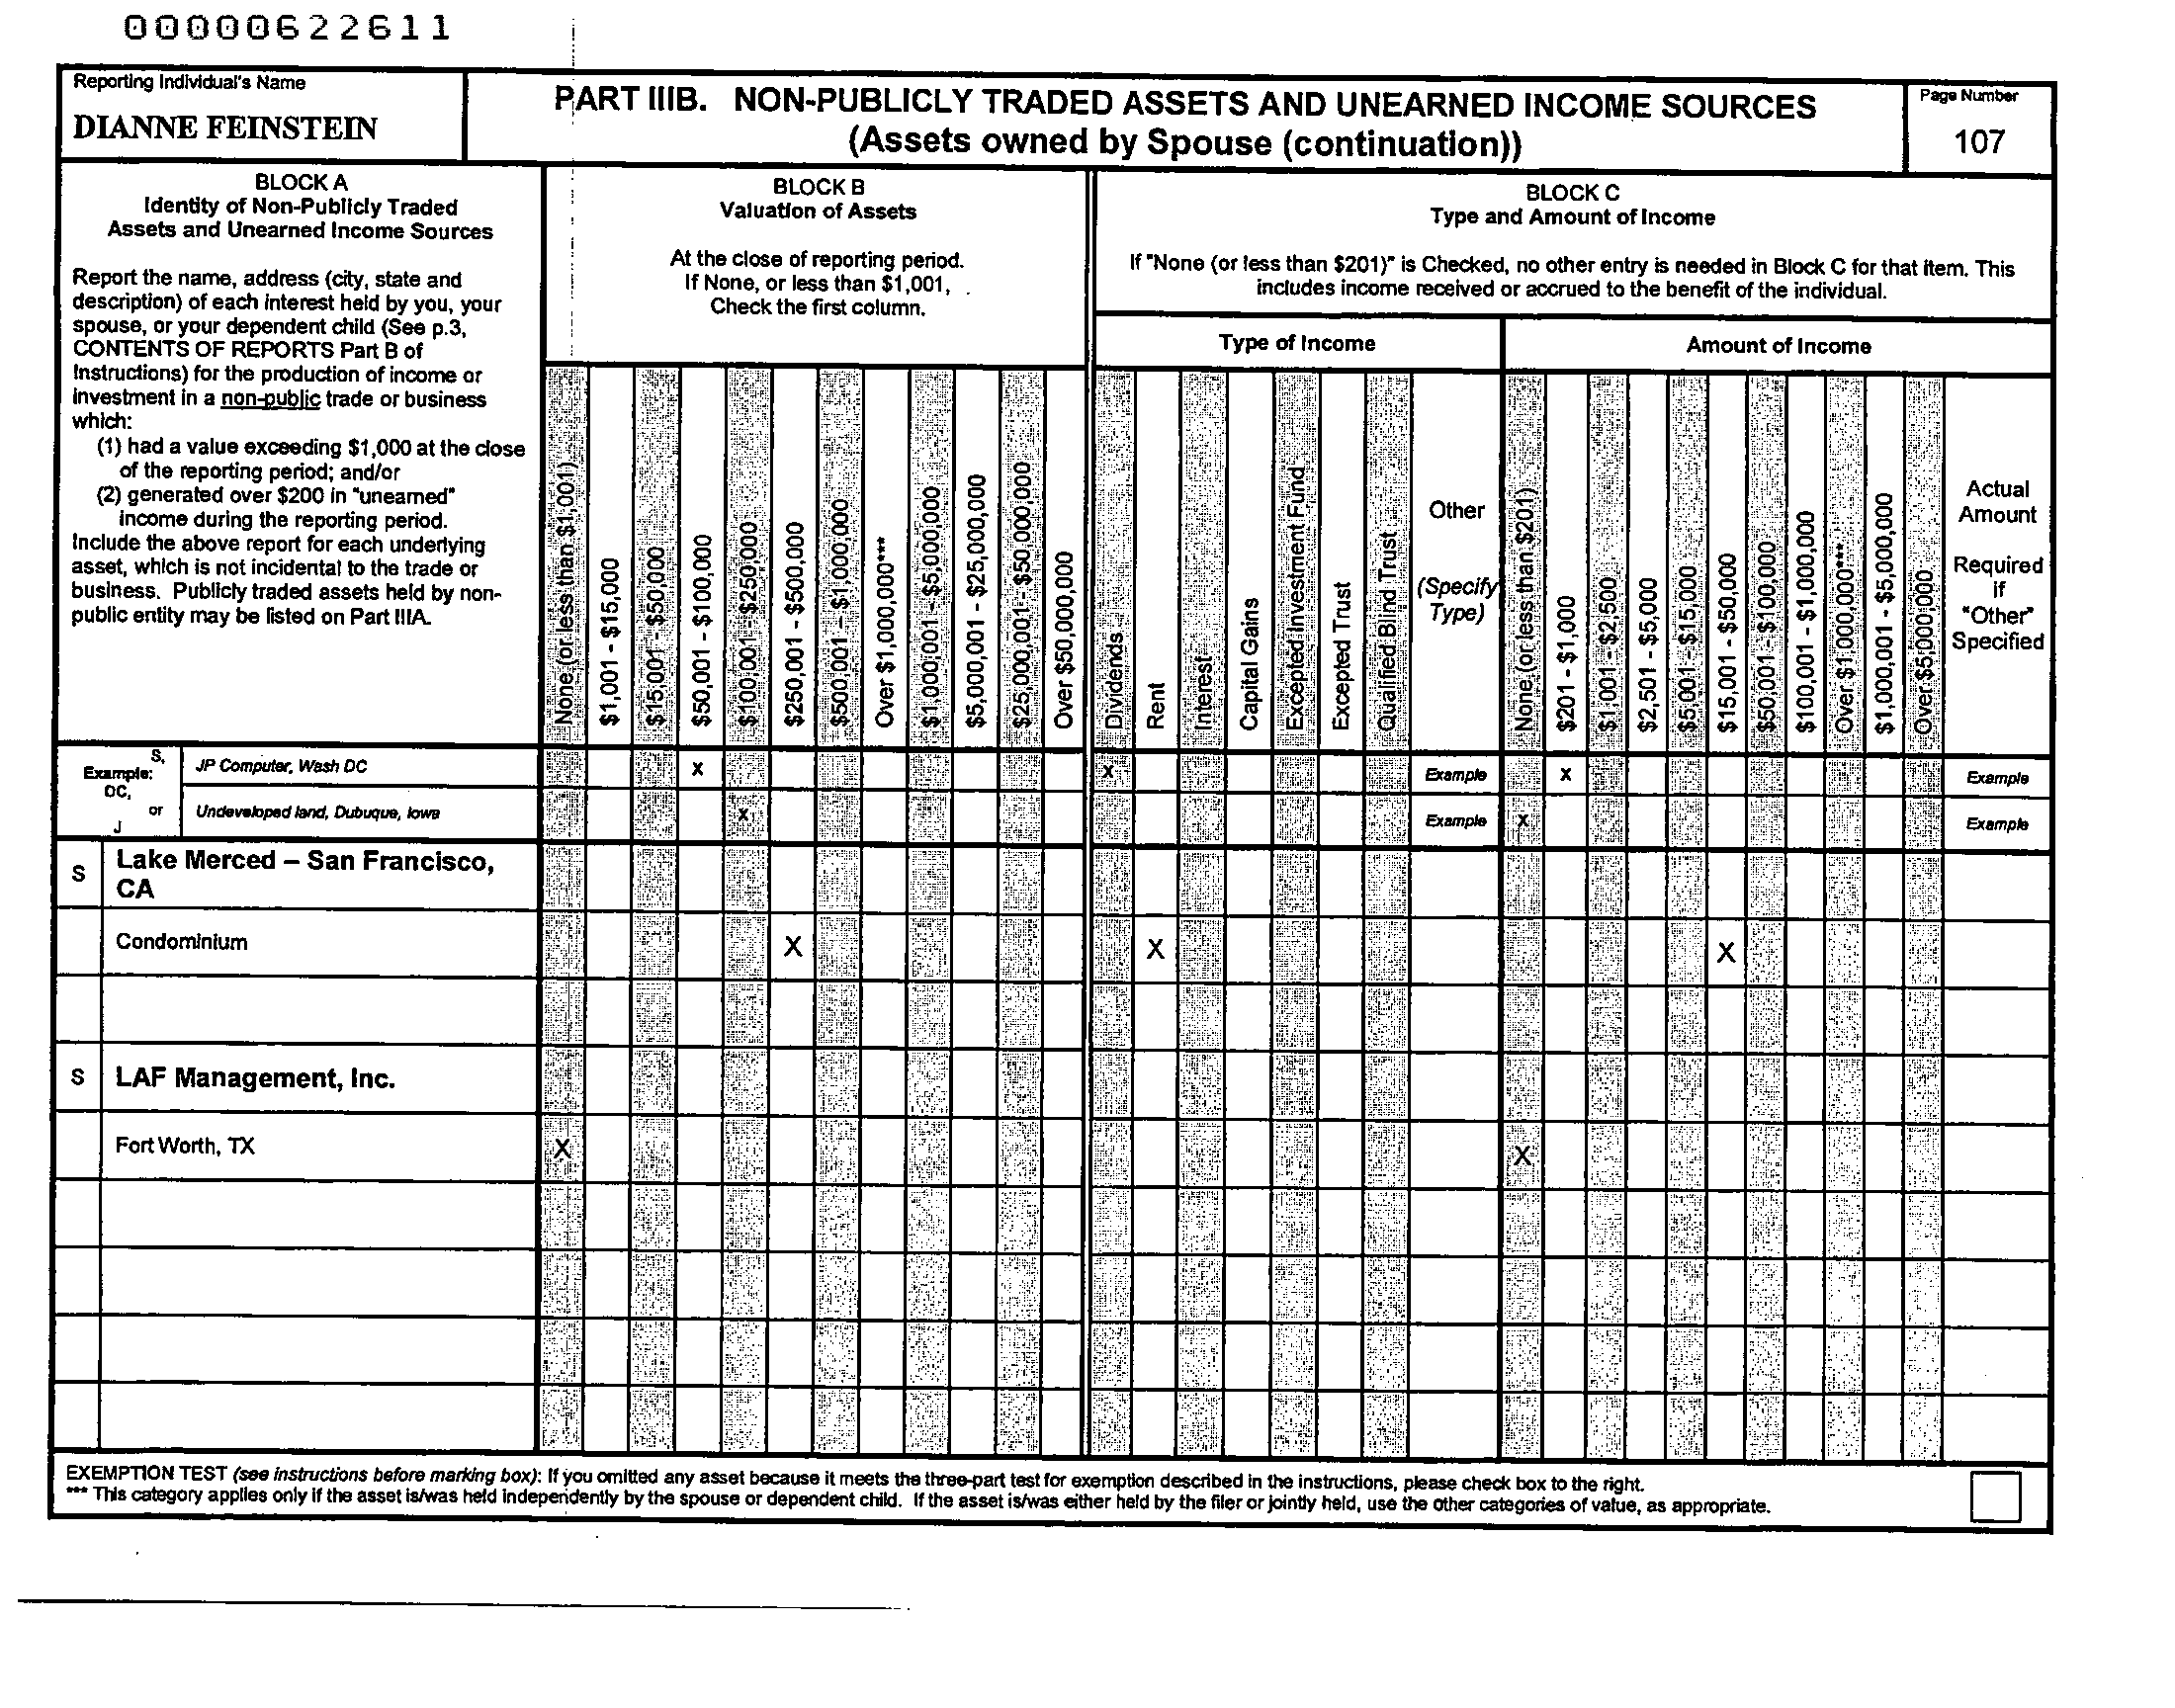 00000622611
Reporting Individual's Name
DIANNE FEINSTEIN
PART IIIB. NON-PUBLICLY TRADED ASSETS AND UNEARNED INCOME SOURCES
(Assets owned by Spouse (continuation))
Page Number
107
BLOCK A
Identity of Non-Publicly Traded
Assets and Unearned Income Sources
Report the name, address (city, state and
description) of each interest held by you, your
spouse, or your dependent child (See p.3,
CONTENTS OF REPORTS Part B of
Instructions) for the production of income or
investment in a non-public trade or business
which:
(1) had a value exceeding $1,000 at the close
of the reporting period; and/or
(2) generated over $200 in "unearned"
income during the reporting period.
Include the above report for each underlying
asset, which is not incidental to the trade or
business. Publicly traded assets held by non-
public entity may be listed on Part IIIA.
BLOCK B
Valuation of Assets
At the close of reporting period.
If None, or less than $1,001,
Check the first column.
BLOCK C
Type and Amount of Income
If "None (or less than $201)" is Checked, no other entry is needed in Block C for that item. This
includes income received or accrued to the benefit of the individual.
Type of Income
Amount of Income
None (or less than $1,001)
$1,001 - $15,000
$15,001 - $50,000
$50,001 - $100,000
$100,001 - $250,000
$250,001 - $500,000
$500,001 - $1,000,000
Over $1,000,000***
$1,000,001 - $5,000,000
$5,000,001 - $25,000,000
$25,000,001 - $50,000,000
Over $50,000,000
Dividends
Rent
Interest
Capital Gains
Excepted Investment Fund
Excepted Trust
Qualified Blind Trust
Other
(Specify
Type)
None (or less than $201)
$201 - $1,000
$1,001 - $2,500
$2,501 - $5,000
$5,001 - $15,000
$15,001 - $50,000
$50,001 - $100,000
$100,001 - $1,000,000
Over $1,000,000***
$1,000,001 - $5,000,000
Over $5,000,000
Actual
Amount
Required
if
"Other"
Specified
Example:
S,
DC,
or
J
JP Computer, Wash DC
X
X
Example
X
Example
Undeveloped land, Dubuque, Iowa
X
Example
X
Example
S
Lake Merced – San Francisco,
CA
Condominium
X
X
X
S
LAF Management, Inc.
Fort Worth, TX
X
X
EXEMPTION TEST (see instructions before marking box): If you omitted any asset because it meets the three-part test for exemption described in the instructions, please check box to the right.
*** This category applies only if the asset is/was held independently by the spouse or dependent child. If the asset is/was either held by the filer or jointly held, use the other categories of value, as appropriate.